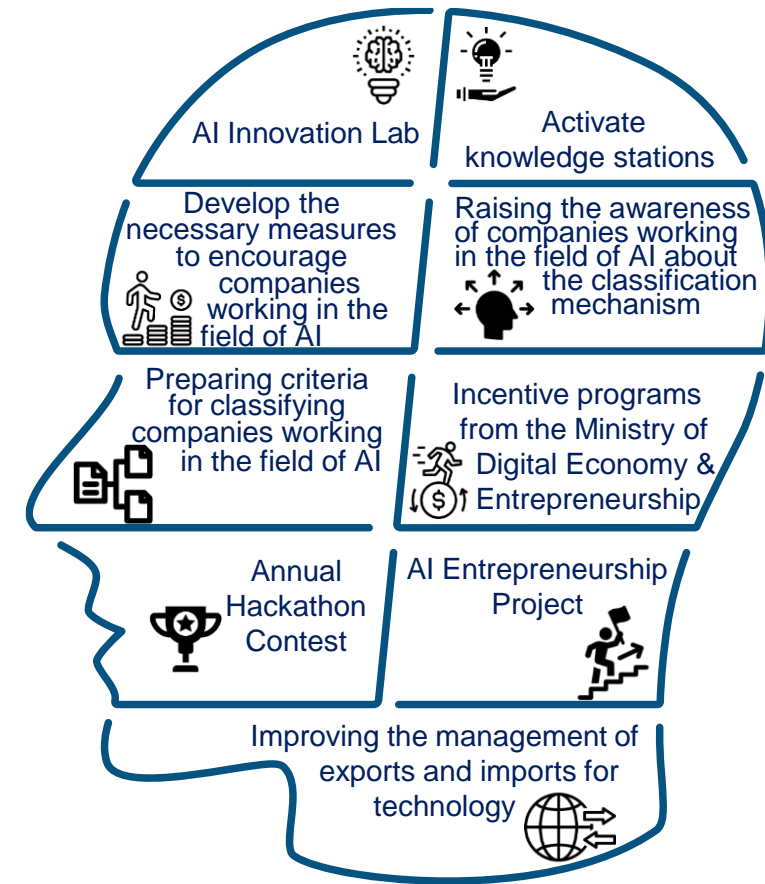 AI Innovation Lab
Activate
knowledge stations
Develop the
necessary measures
to encourage
companies
working in the
field of AI
Raising the awareness
of companies working
in the field of AI about
the classification
mechanism
Preparing criteria
for classifying
companies working
in the field of AI
Incentive programs
from the Ministry of
Digital Economy &
Entrepreneurship
Annual
Hackathon
Contest
AI Entrepreneurship
Project
Improving the management of
exports and imports for
technology